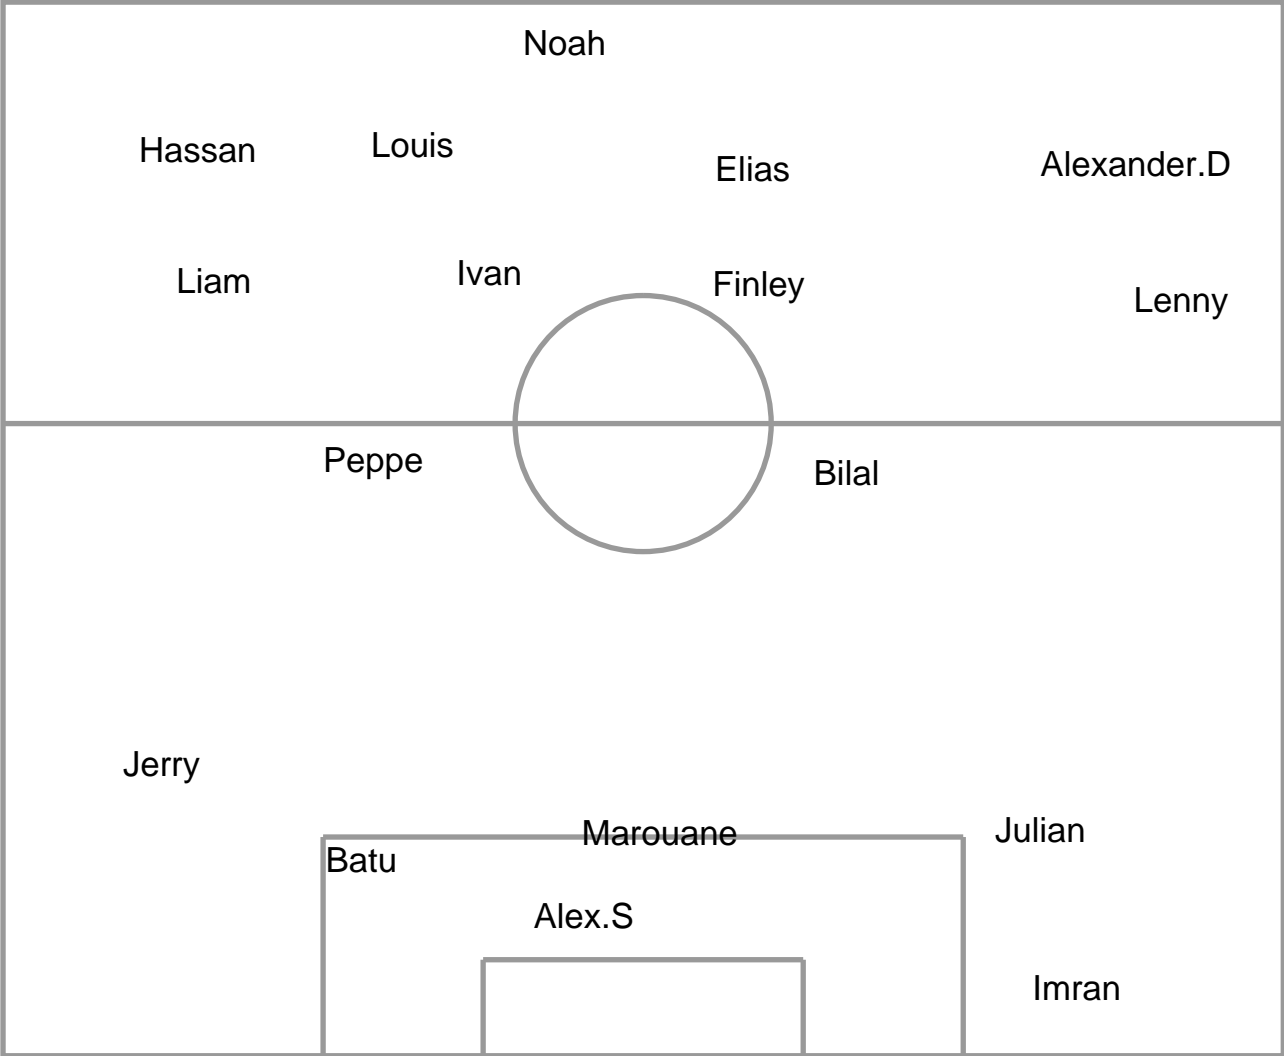 Noah
Hassan
Louis
Elias
Alexander.D
Liam
Ivan
Finley
Lenny
Peppe
Bilal
Jerry
Marouane
Julian
Batu
Alex.S
Imran